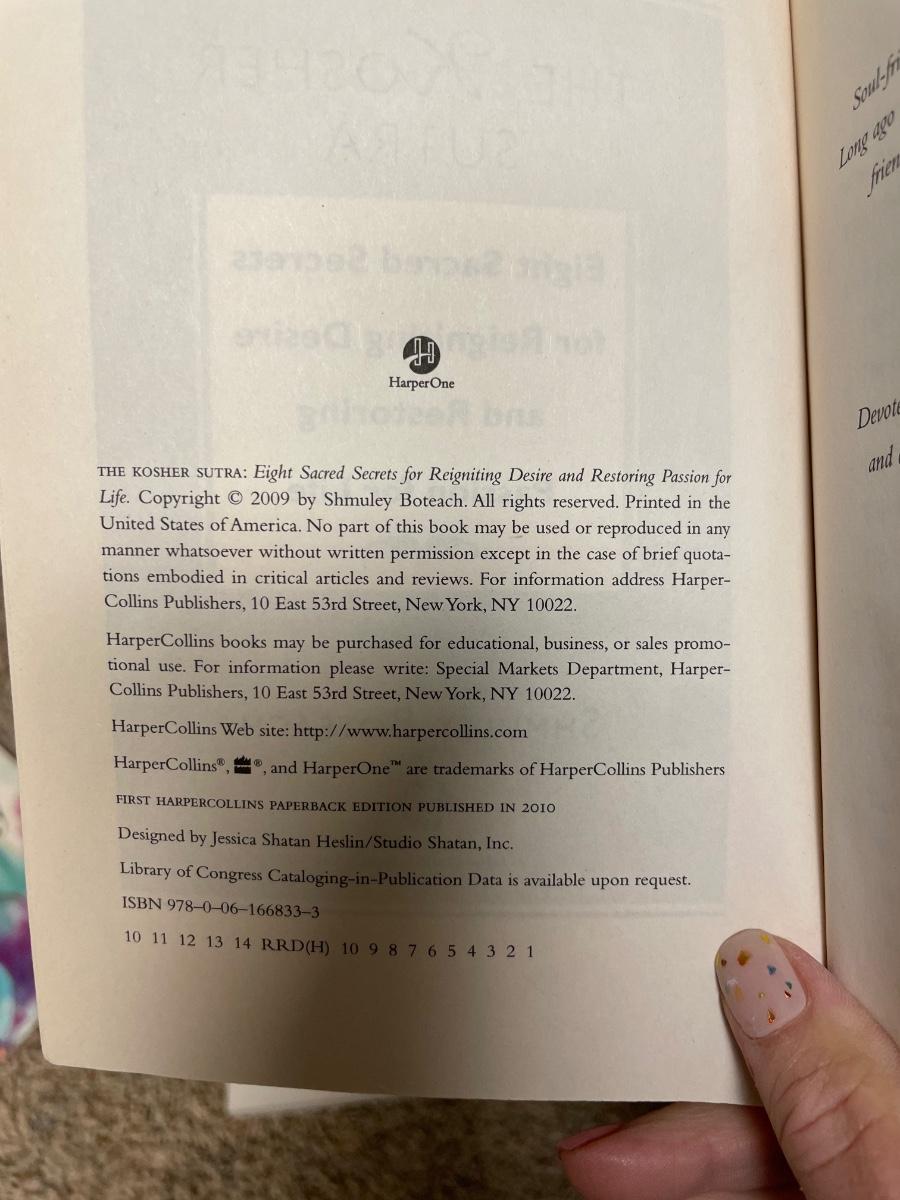 HarperOne
THE KOSHER SUTRA: Eight Sacred Secrets for Reigniting Desire and Restoring Passion for
Life. Copyright © 2009 by Shmuley Boteach. All rights reserved. Printed in the
United States of America. No part of this book may be used or reproduced in any
manner whatsoever without written permission except in the case of brief quota-
tions embodied in critical articles and reviews. For information address Harper-
Collins Publishers, 10 East 53rd Street, New York, NY 10022.
HarperCollins books may be purchased for educational, business, or sales promo-
tional use. For information please write: Special Markets Department, Harper-
Collins Publishers, 10 East 53rd Street, New York, NY 10022.
HarperCollins Web site: http://www.harpercollins.com
HarperCollins®, ®, and HarperOne™ are trademarks of HarperCollins Publishers
FIRST HARPERCOLLINS PAPERBACK EDITION PUBLISHED IN 2010
Designed by Jessica Shatan Heslin/Studio Shatan, Inc.
Library of Congress Cataloging-in-Publication Data is available upon request.
ISBN 978-0-06-166833-3
10 11 12 13 14 RRD(H) 10 9 8 7 6 5 4 3 2 1
Long ago
and